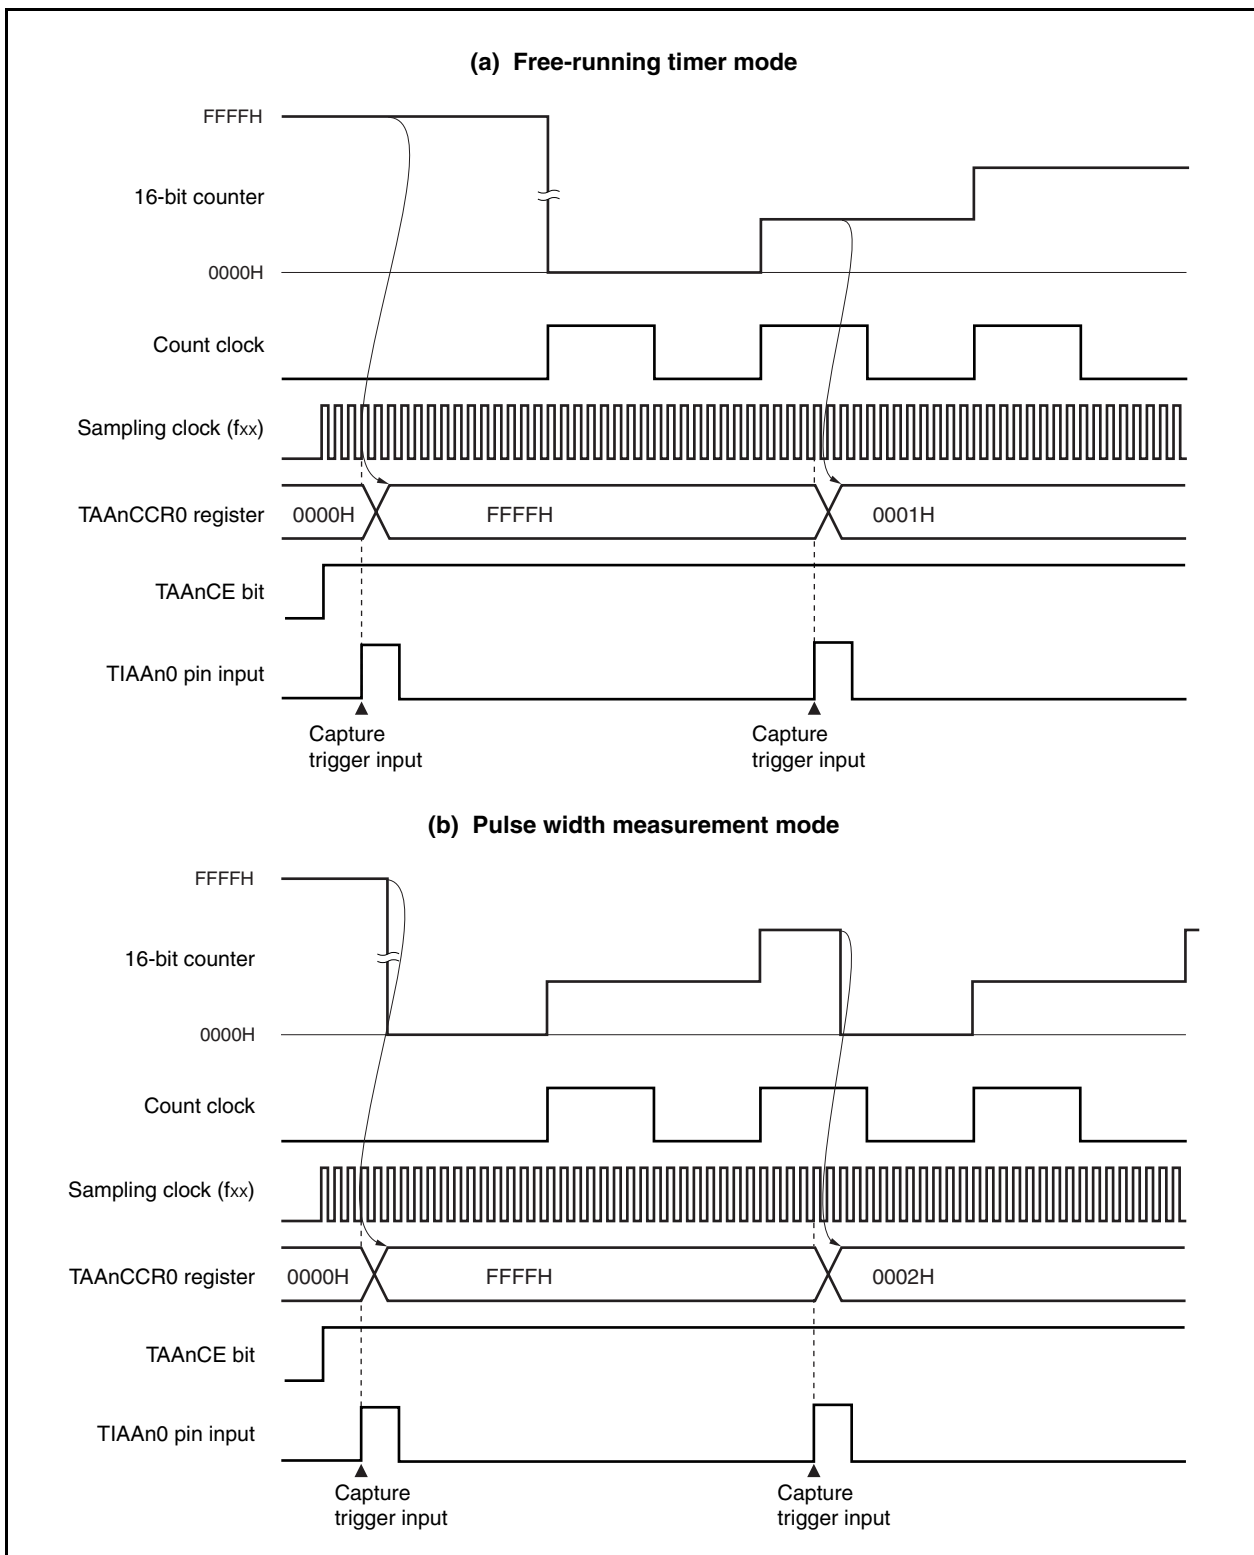 (a) Free-running timer mode
FFFFH
16-bit counter
0000H
Count clock
Sampling clock (fxx)
TAAnCCR0 register
0000H
FFFFH
0001H
TAAnCE bit
TIAAn0 pin input
Capture
trigger input
Capture
trigger input
(b) Pulse width measurement mode
FFFFH
16-bit counter
0000H
Count clock
Sampling clock (fxx)
TAAnCCR0 register
0000H
FFFFH
0002H
TAAnCE bit
TIAAn0 pin input
Capture
trigger input
Capture
trigger input